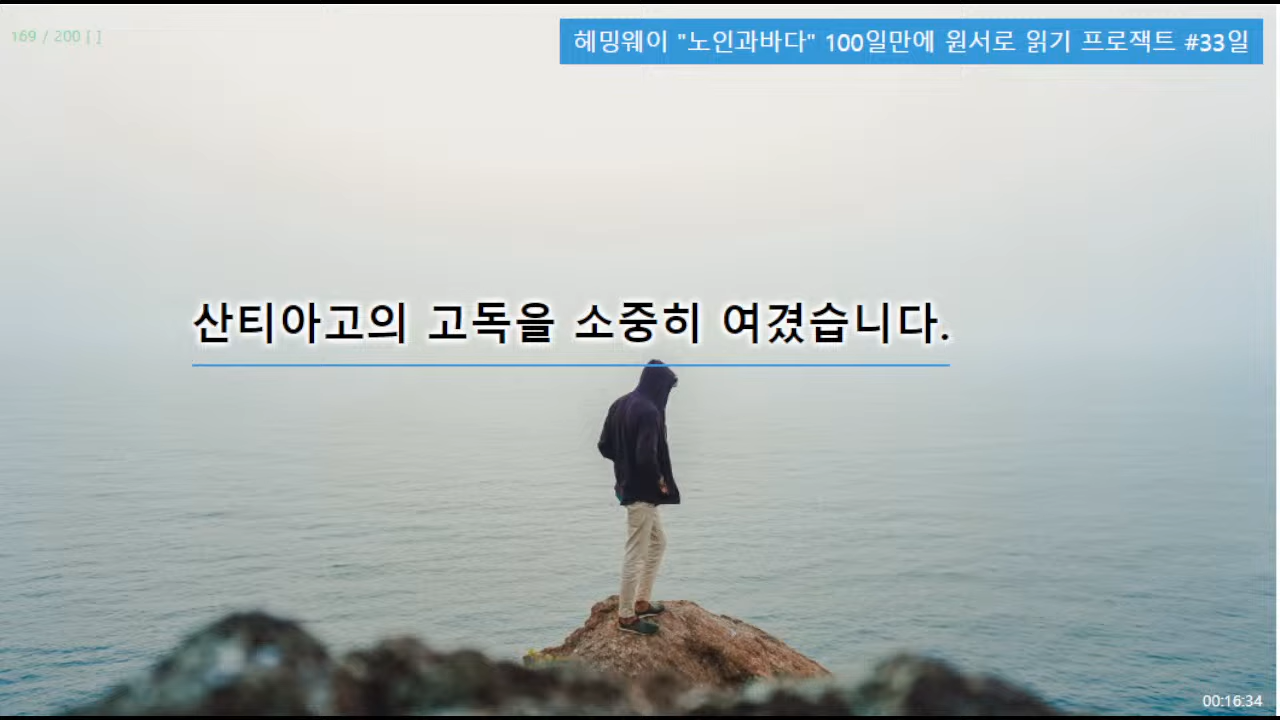 169 / 200 [ ]
헤밍웨이 "노인과바다" 100일만에 원서로 읽기 프로잭트 #33일
산티아고의 고독을 소중히 여겼습니다.
00:16:34